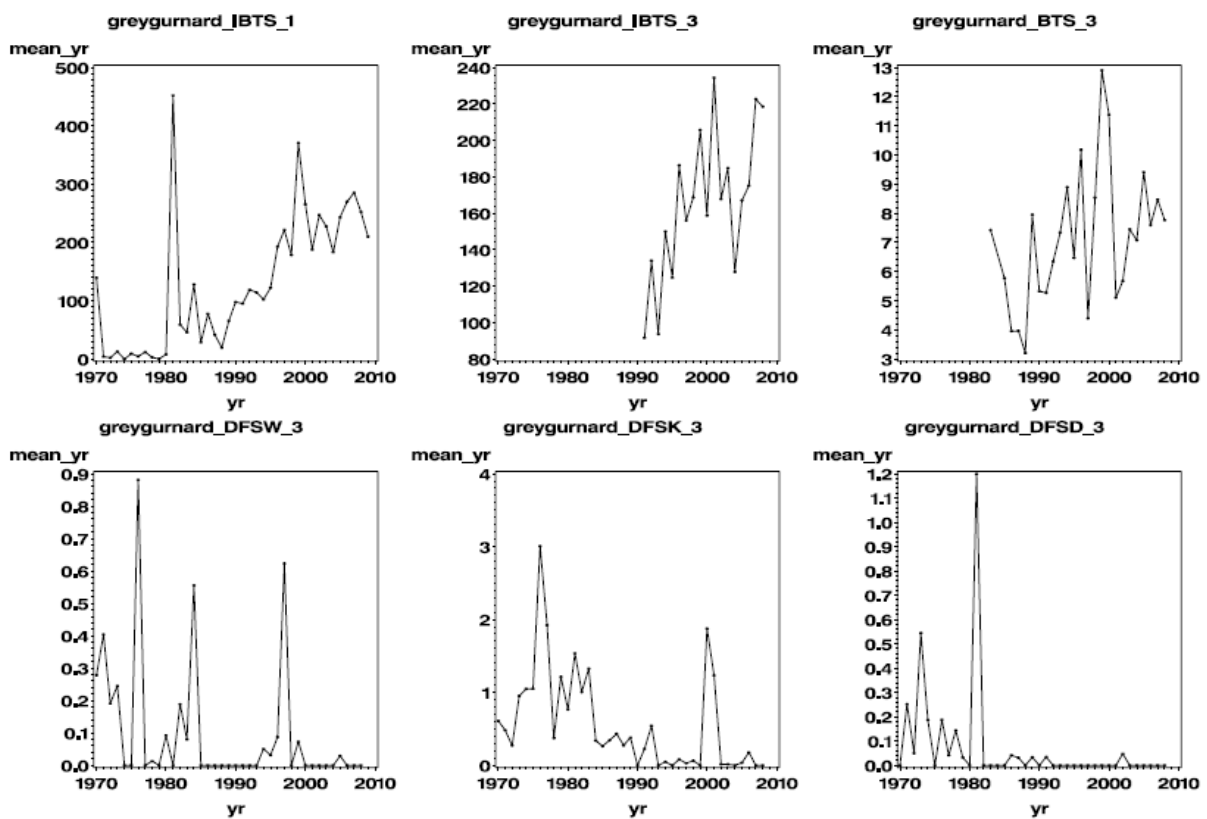 greygurnard_IBTS_1
mean_yr
500
400
300
200
100
0
1970 1980 1990 2000 2010
yr
greygurnard_IBTS_3
mean_yr
240
220
200
180
160
140
120
100
80
1970 1980 1990 2000 2010
yr
greygurnard_BTS_3
mean_yr
13
12
11
10
9
8
7
6
5
4
3
1970 1980 1990 2000 2010
yr
greygurnard_DFSW_3
mean_yr
0.9
0.8
0.7
0.6
0.5
0.4
0.3
0.2
0.1
0.0
1970 1980 1990 2000 2010
yr
greygurnard_DFSK_3
mean_yr
4
3
2
1
0
1970 1980 1990 2000 2010
yr
greygurnard_DFSD_3
mean_yr
1.2
1.1
1.0
0.9
0.8
0.7
0.6
0.5
0.4
0.3
0.2
0.1
0.0
1970 1980 1990 2000 2010
yr